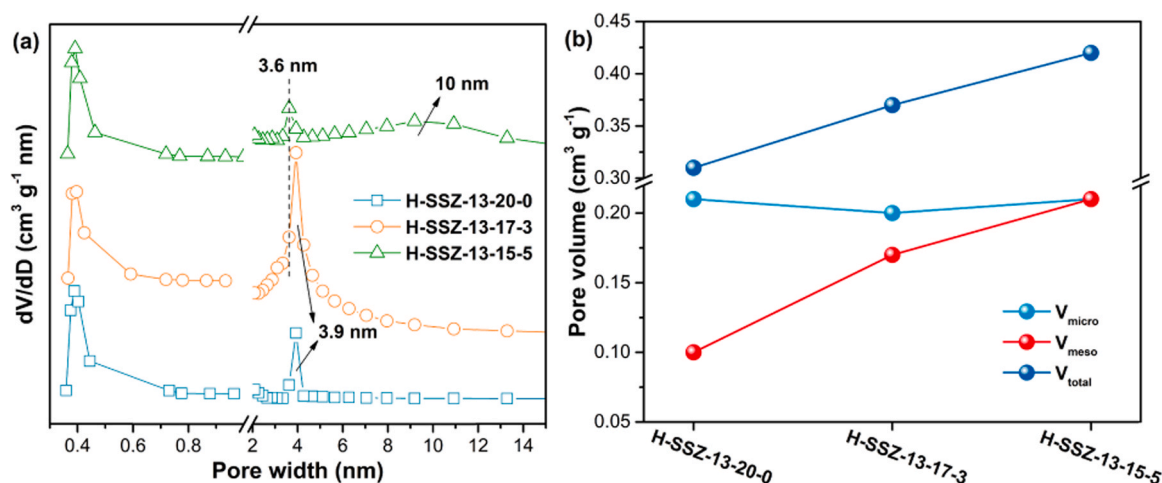 (a)
3.6 nm
10 nm
H-SSZ-13-20-0
H-SSZ-13-17-3
H-SSZ-13-15-5
3.9 nm
dV/dD (cm³ g⁻¹ nm)
0.4 0.6 0.8 2 4 6 8 10 12 14
Pore width (nm)
(b)
0.45
0.40
0.35
0.30
0.20
0.15
0.10
0.05
Pore volume (cm³ g⁻¹)
V micro
V meso
V total
H-SSZ-13-20-0
H-SSZ-13-17-3
H-SSZ-13-15-5